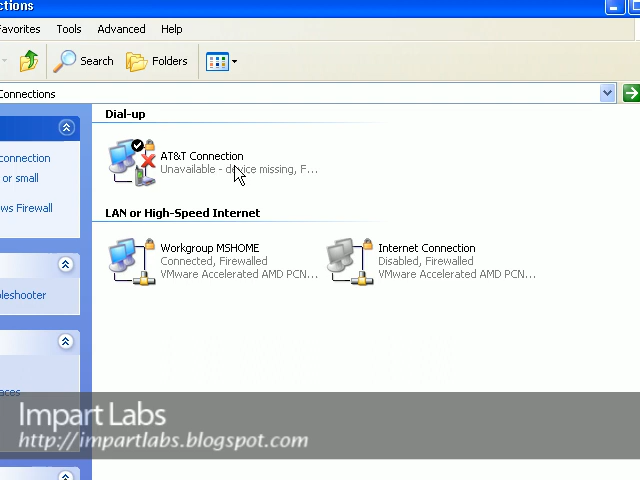 ctions
Favorites Tools Advanced Help
Search Folders
Connections
Dial-up
AT&T Connection
Unavailable - device missing, F...
connection
or small
ws Firewall
LAN or High-Speed Internet
Workgroup MSHOME
Connected, Firewalled
VMware Accelerated AMD PCN...
Internet Connection
Disabled, Firewalled
VMware Accelerated AMD PCN...
bleshooter
aces
Impart Labs
http://impartlabs.blogspot.com